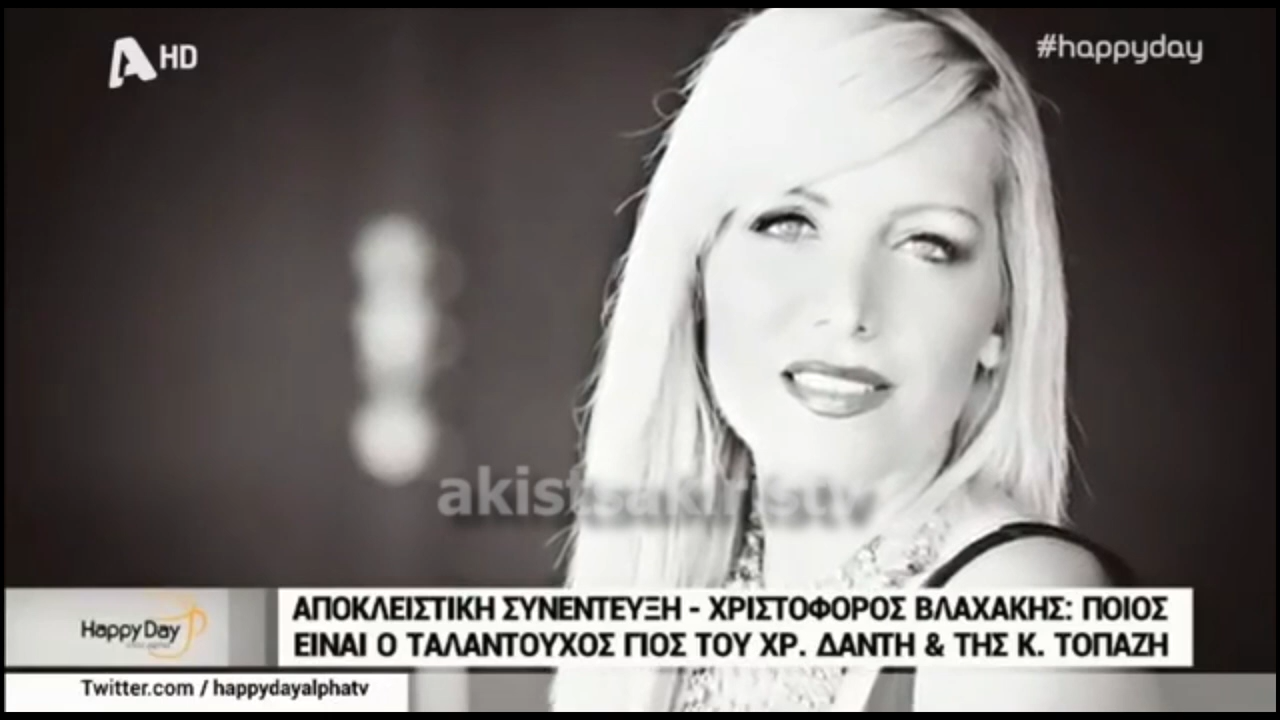 A HD
#happyday
akistsakiristv
ΑΠΟΚΛΕΙΣΤΙΚΗ ΣΥΝΕΝΤΕΥΞΗ - ΧΡΙΣΤΟΦΟΡΟΣ ΒΛΑΧΑΚΗΣ: ΠΟΙΟΣ
ΕΙΝΑΙ Ο ΤΑΛΑΝΤΟΥΧΟΣ ΓΙΟΣ ΤΟΥ ΧΡ. ΔΑΝΤΗ & ΤΗΣ Κ. ΤΟΠΑΖΗ
Happy Day
Twitter.com / happydayalphatv